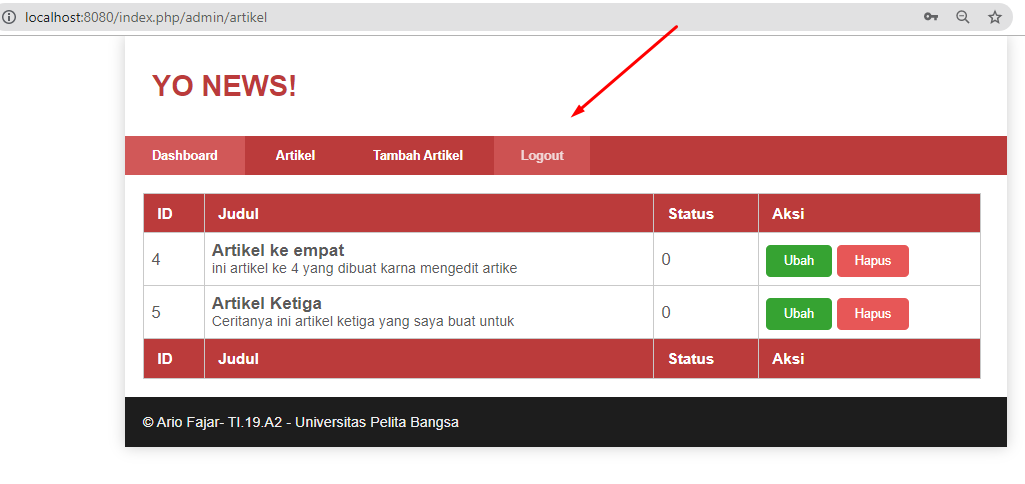 localhost:8080/index.php/admin/artikel
YO NEWS!
Dashboard Artikel Tambah Artikel Logout
ID Judul Status Aksi
4 Artikel ke empat 0 Ubah Hapus
ini artikel ke 4 yang dibuat karna mengedit artike
5 Artikel Ketiga 0 Ubah Hapus
Ceritanya ini artikel ketiga yang saya buat untuk
ID Judul Status Aksi
© Ario Fajar- TI.19.A2 - Universitas Pelita Bangsa